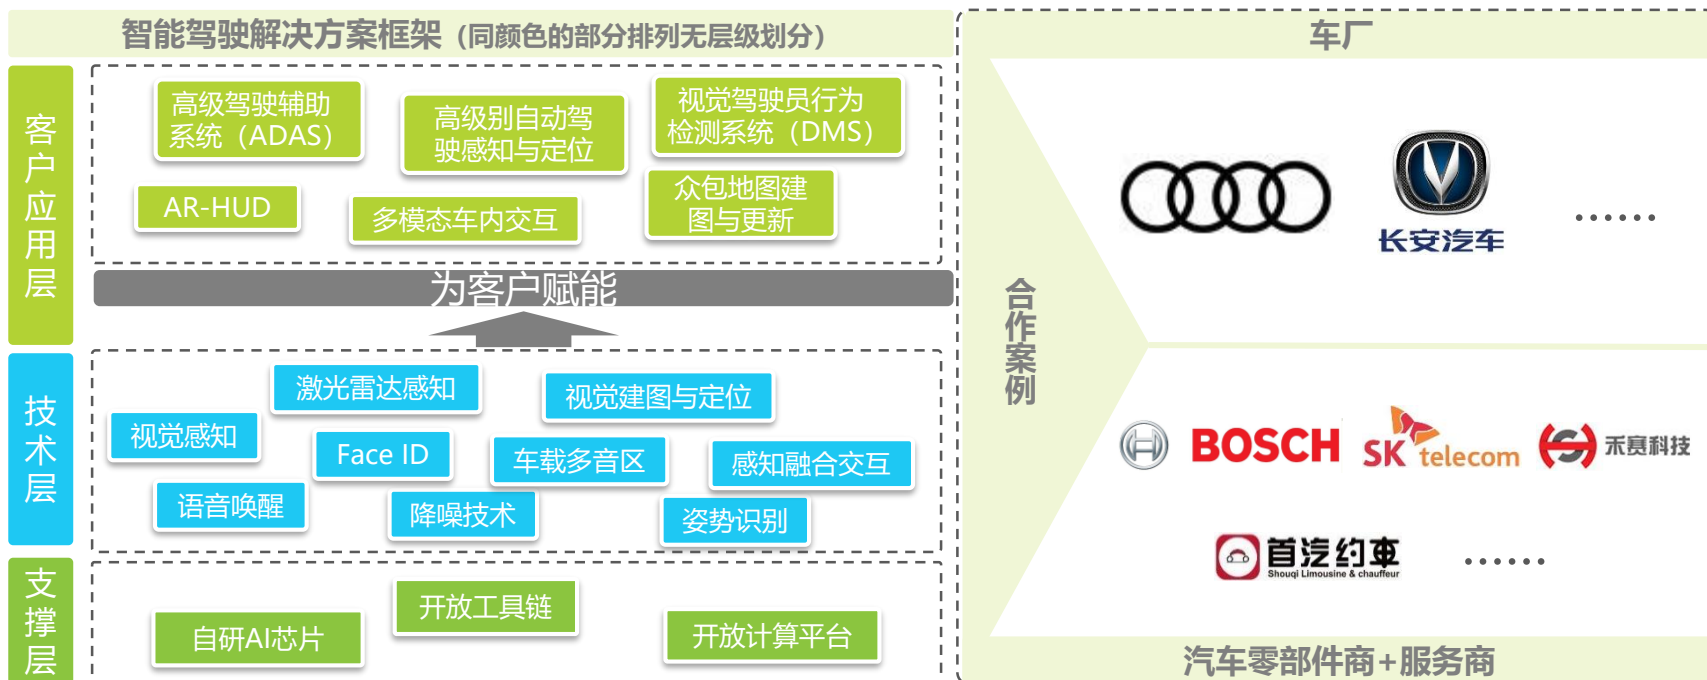 智能驾驶解决方案框架（同颜色的部分排列无层级划分）
客户应用层
高级驾驶辅助
系统（ADAS）
高级别自动驾
驶感知与定位
视觉驾驶员行为
检测系统（DMS）
AR-HUD
多模态车内交互
众包地图建
图与更新
为客户赋能
技术层
激光雷达感知
视觉建图与定位
视觉感知
Face ID
车载多音区
感知融合交互
语音唤醒
降噪技术
姿势识别
支撑层
自研AI芯片
开放工具链
开放计算平台
车厂
合作案例
长安汽车
……
BOSCH
SK telecom
禾赛科技
首汽约車
Shouqi Limousine & chauffeur
……
汽车零部件商+服务商